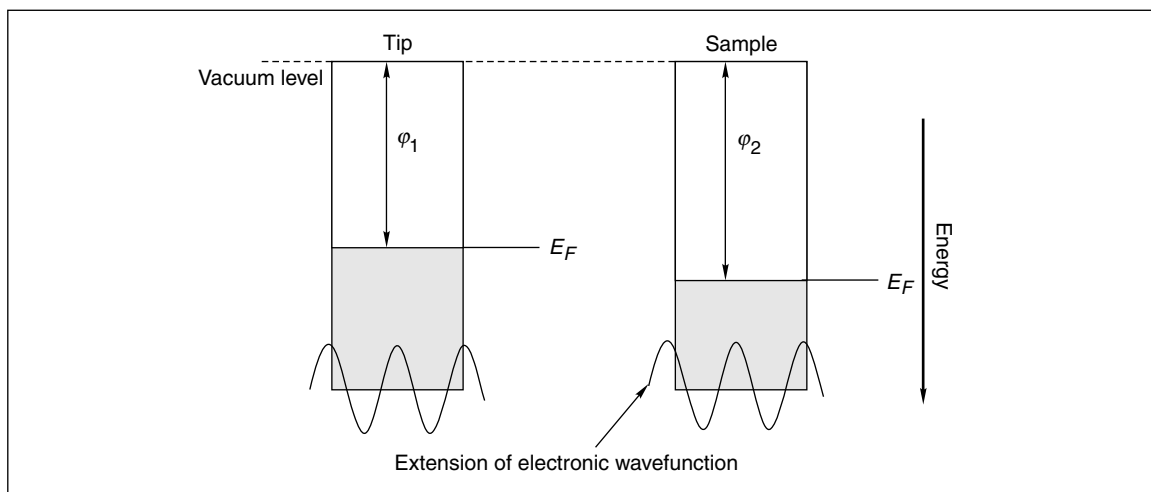 Tip
Sample
Vacuum level
φ1
φ2
EF
EF
Energy
Extension of electronic wavefunction